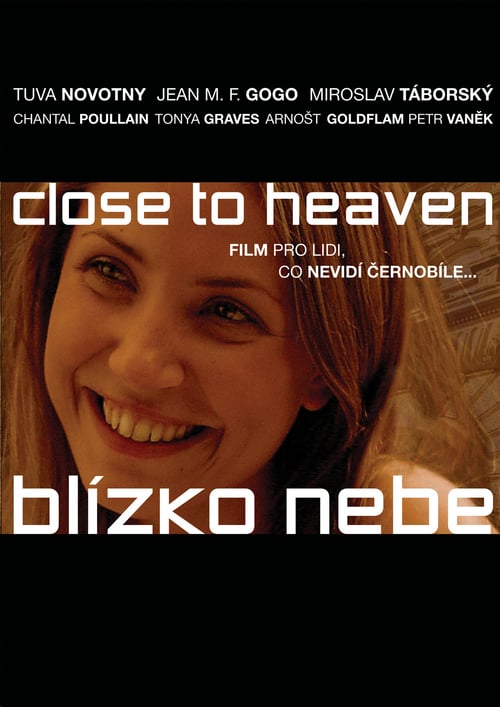 TUVA NOVOTNY JEAN M. F. GOGO MIROSLAV TÁBORSKÝ
CHANTAL POULLAIN TONYA GRAVES ARNOŠT GOLDFLAM PETR VANĚK
close to heaven
FILM PRO LIDI,
CO NEVIDÍ ČERNOBÍLE...
blízko nebe